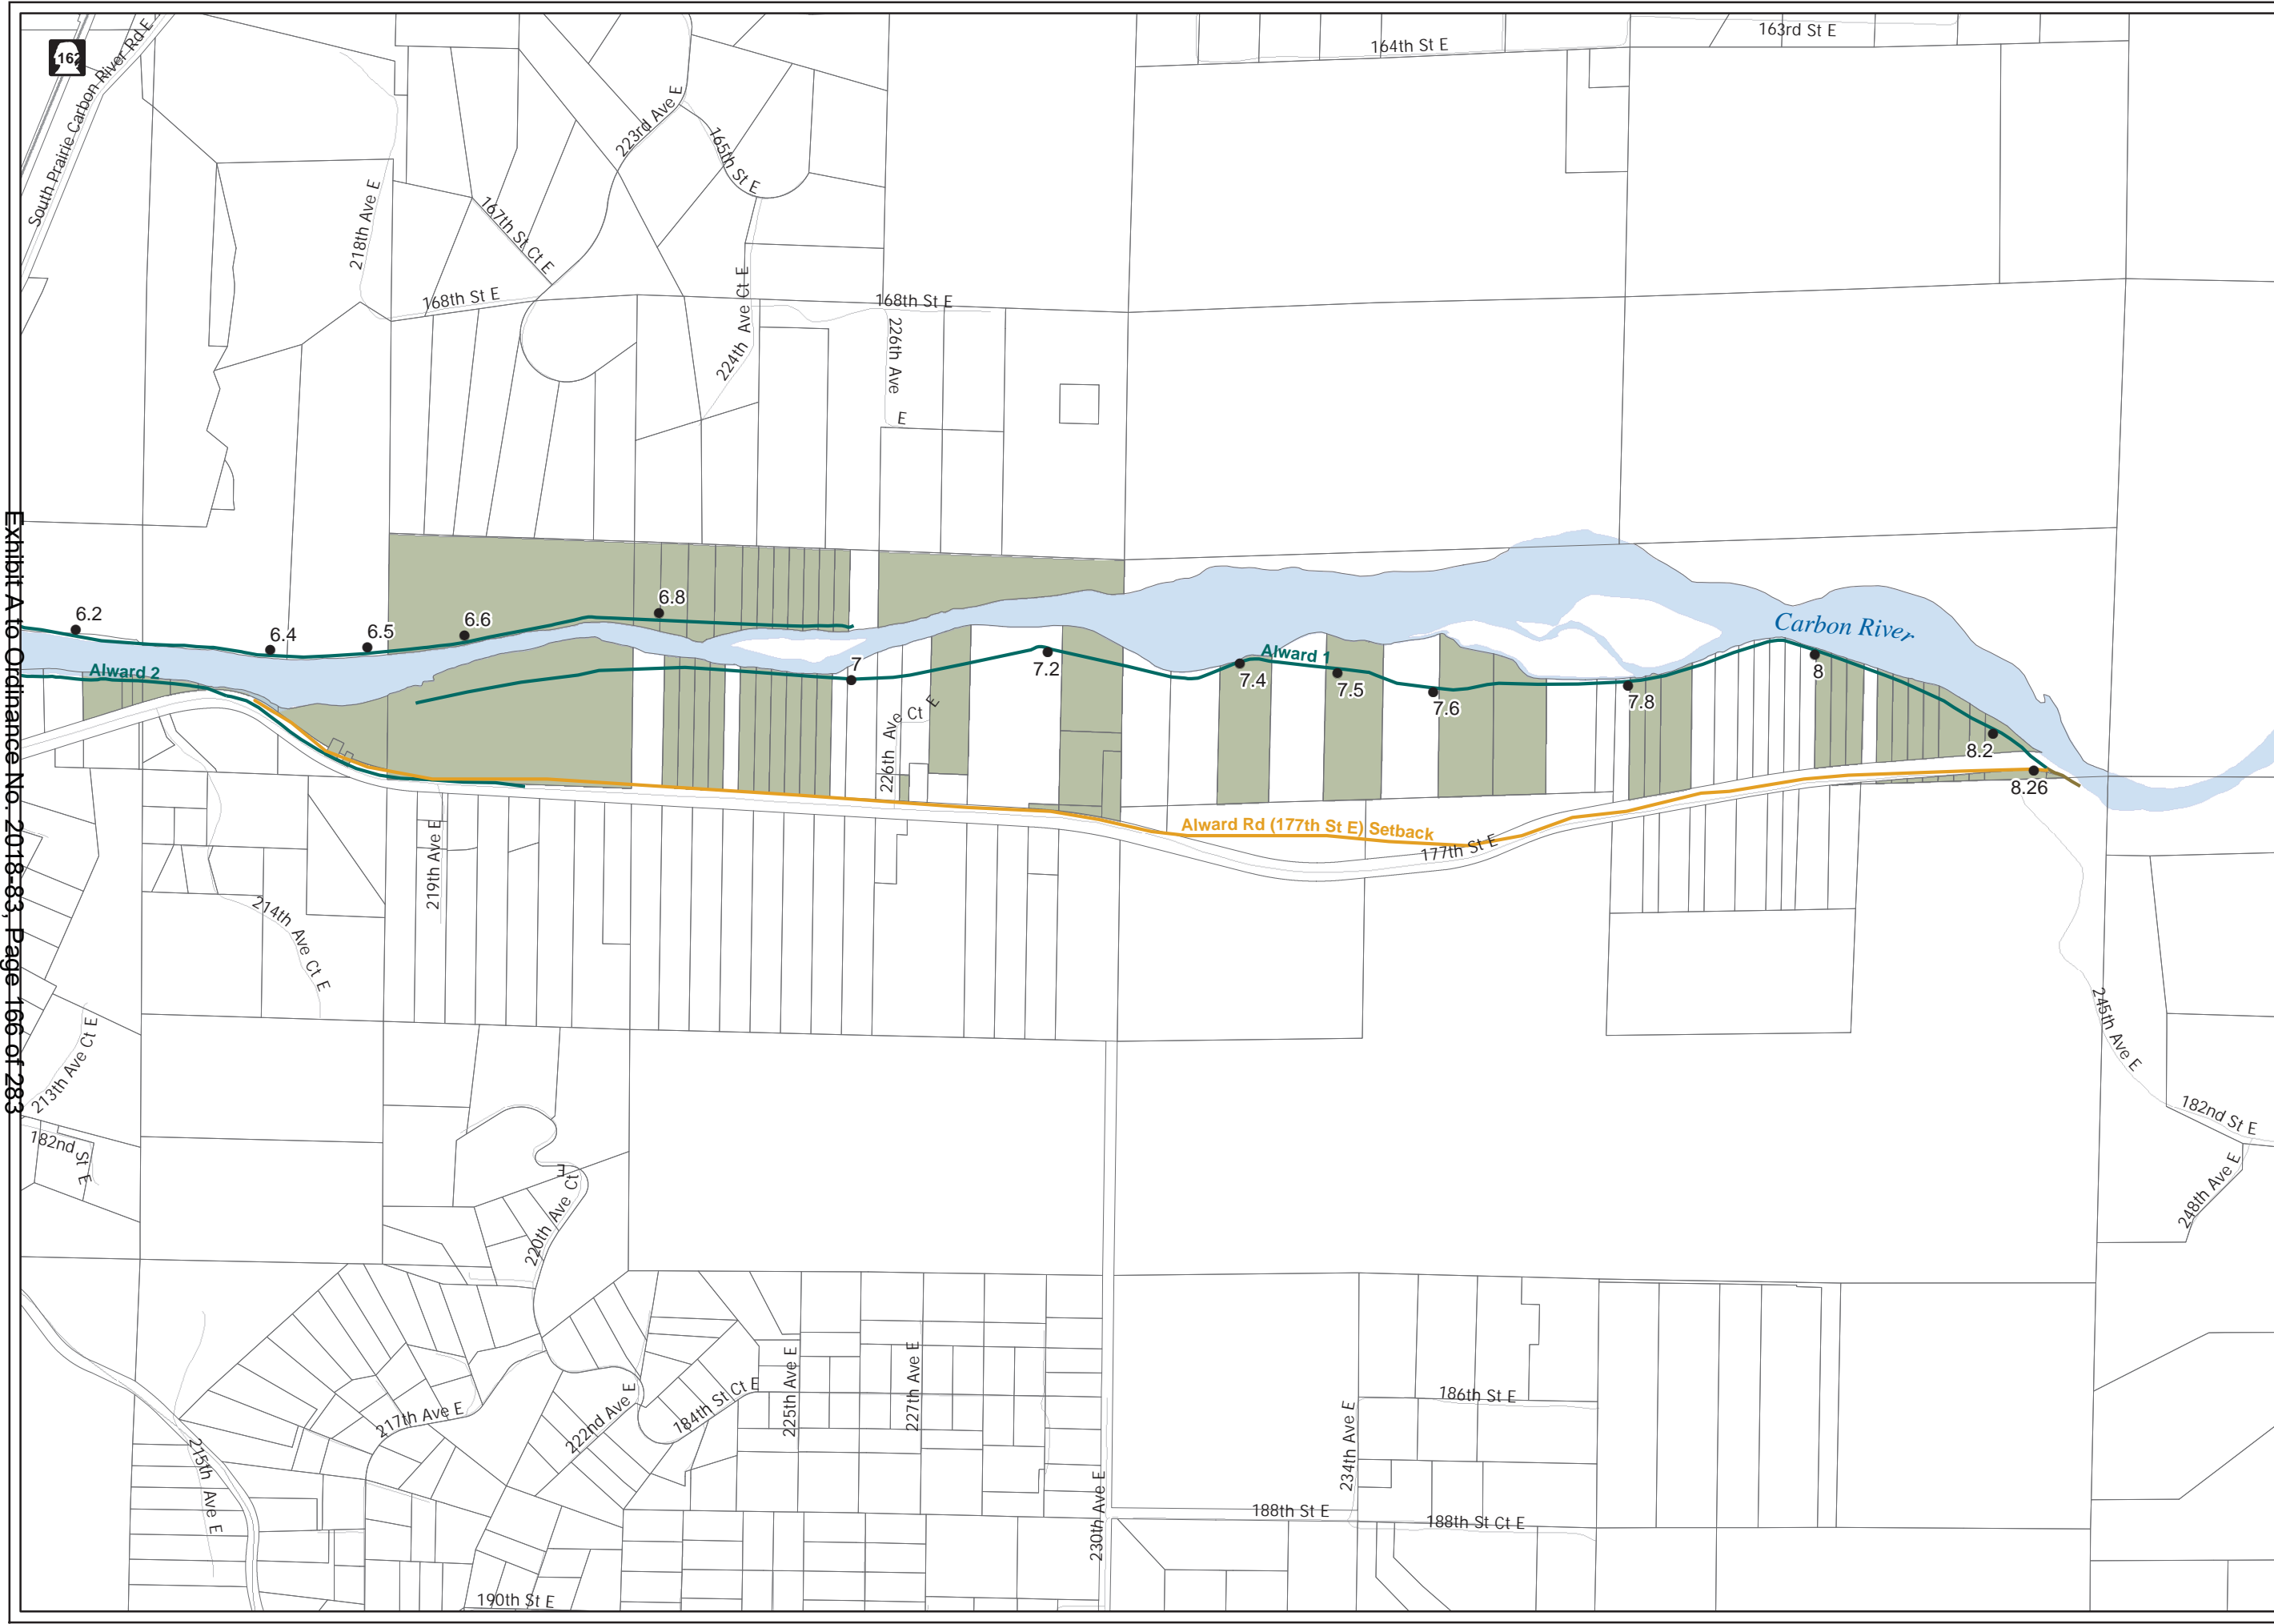 162
South Prairie Carbon River Rd E
163rd St E
164th St E
223rd Ave E
165th St E
218th Ave E
167th St Ct E
168th St E
224th Ave Ct E
168th St E
226th Ave E
Exhibit A to Ordinance No. 2018-83, Page 166 of 283
6.2
6.4
6.5
6.6
6.8
7
7.2
7.4
7.5
7.6
7.8
8
8.2
8.26
Carbon River
Alward 2
Alward 1
226th Ave Ct E
Alward Rd (177th St E) Setback
177th St E
219th Ave E
214th Ave Ct E
213th Ave Ct E
182nd St E
245th Ave E
182nd St E
248th Ave E
220th Ave Ct E
217th Ave E
222nd Ave E
184th St Ct E
225th Ave E
227th Ave E
215th Ave E
186th St E
234th Ave E
230th Ave E
188th St E
188th St Ct E
190th St E